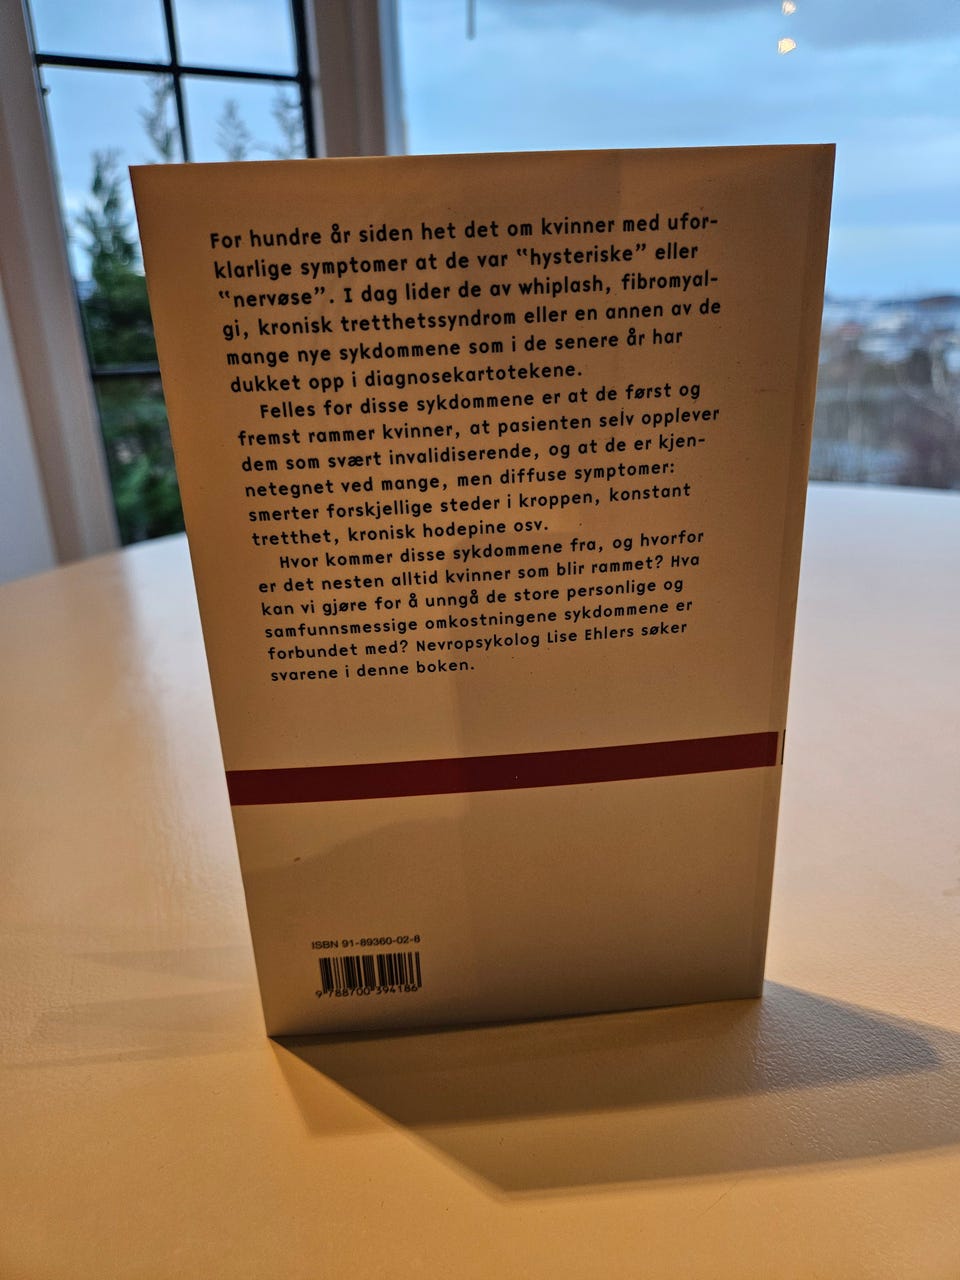 For hundre år siden het det om kvinner med ufor-
klarlige symptomer at de var "hysteriske" eller
"nervøse". I dag lider de av whiplash, fibromyal-
gi, kronisk tretthetssyndrom eller en annen av de
mange nye sykdommene som i de senere år har
dukket opp i diagnosekartotekene.
Felles for disse sykdommene er at de først og
fremst rammer kvinner, at pasienten selv opplever
dem som svært invalidiserende, og at de er kjen-
netegnet ved mange, men diffuse symptomer:
smerter forskjellige steder i kroppen, konstant
tretthet, kronisk hodepine osv.
Hvor kommer disse sykdommene fra, og hvorfor
er det nesten alltid kvinner som blir rammet? Hva
kan vi gjøre for å unngå de store personlige og
samfunnsmessige omkostningene sykdommene er
forbundet med? Nevropsykolog Lise Ehlers søker
svarene i denne boken.
ISBN 91-89360-02-8
9 788700 394186